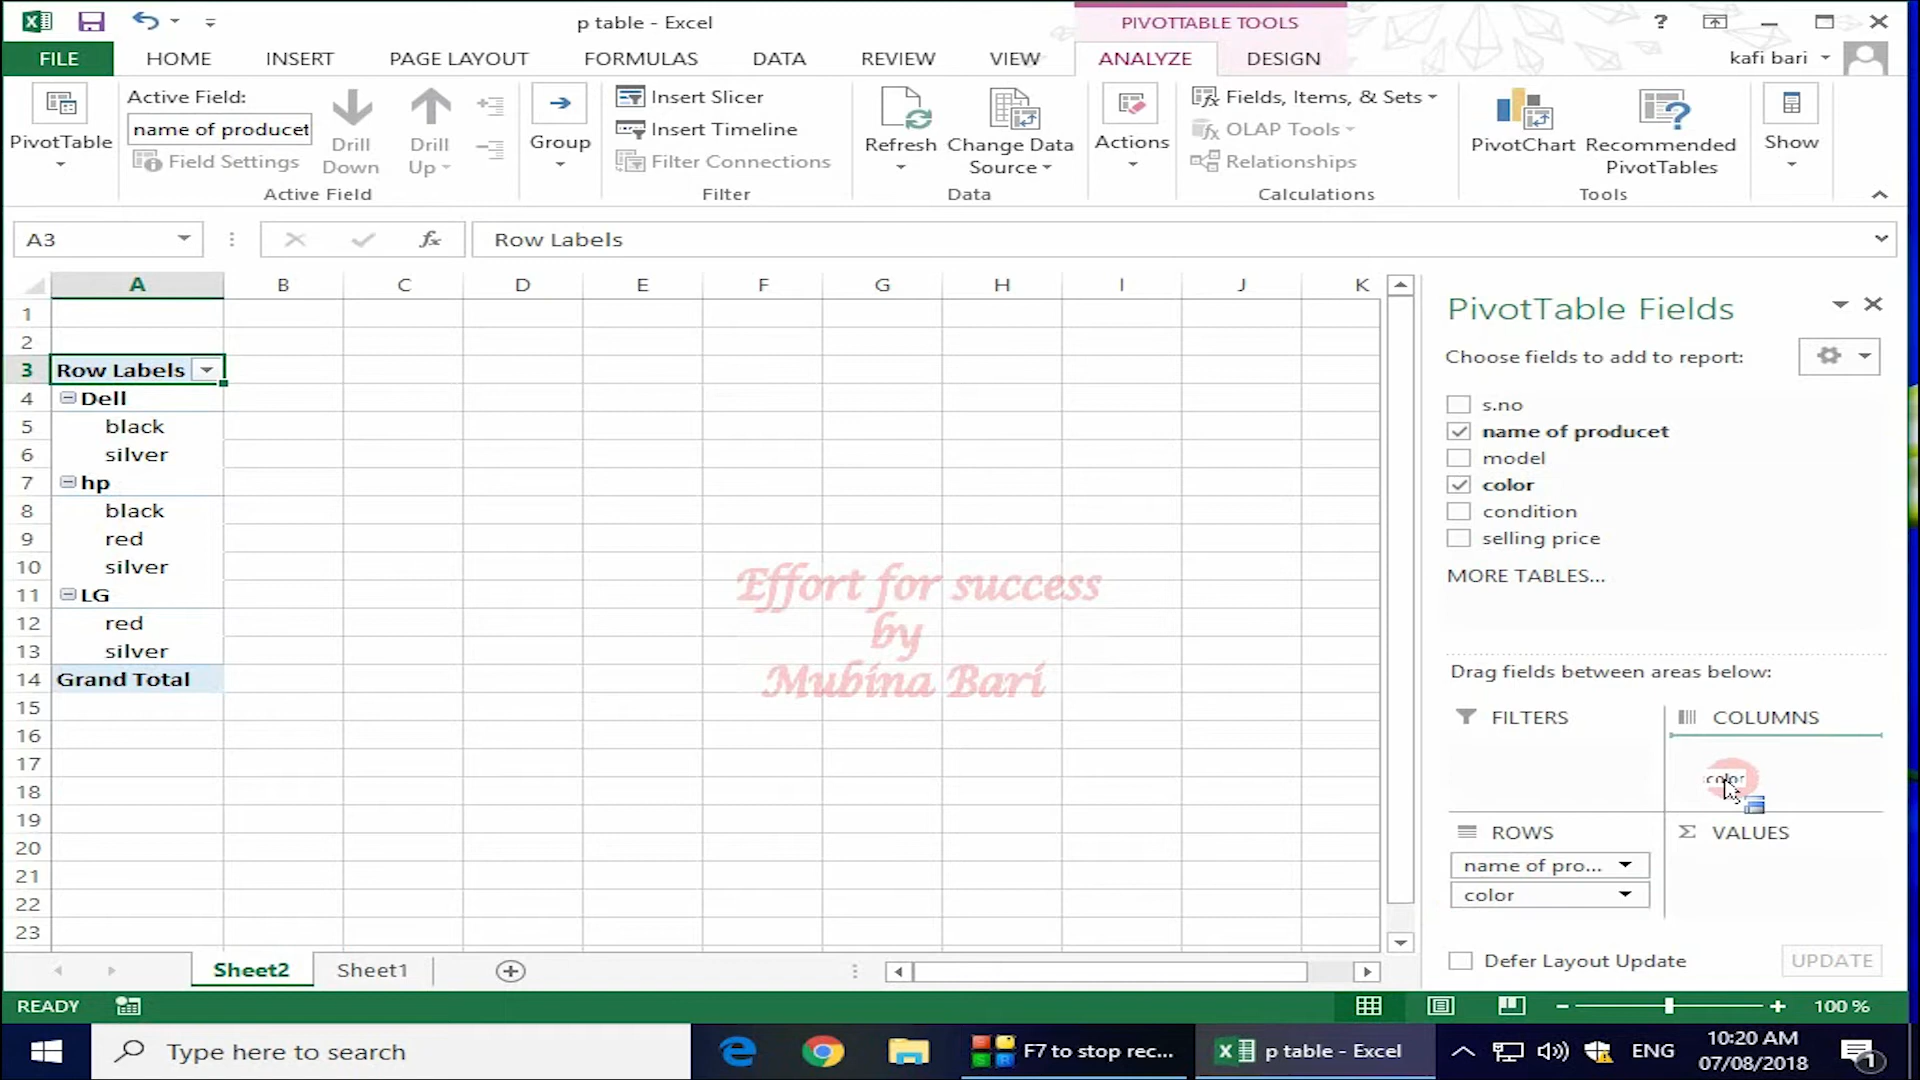 p table - Excel
PIVOTTABLE TOOLS
?
FILE HOME INSERT PAGE LAYOUT FORMULAS DATA REVIEW VIEW ANALYZE DESIGN
kafi bari
PivotTable
Active Field:
name of producet
Field Settings
Drill Down
Drill Up
Active Field
Group
Insert Slicer
Insert Timeline
Filter Connections
Filter
Refresh
Change Data Source
Data
Actions
Fields, Items, & Sets
OLAP Tools
Relationships
Calculations
PivotChart
Recommended PivotTables
Tools
Show
A3
fx
Row Labels
A B C D E F G H I J K
1
2
3 Row Labels
4 Dell
5 black
6 silver
7 hp
8 black
9 red
10 silver
11 LG
12 red
13 silver
14 Grand Total
15
16
17
18
19
20
21
22
23
Effort for success
by
Mubina Bari
PivotTable Fields
Choose fields to add to report:
s.no
name of producet
model
color
condition
selling price
MORE TABLES...
Drag fields between areas below:
FILTERS
COLUMNS
color
ROWS
name of pro...
color
Σ VALUES
Defer Layout Update
UPDATE
Sheet2 Sheet1
READY
100 %
Type here to search
F7 to stop rec...
p table - Excel
ENG
10:20 AM
07/08/2018
1